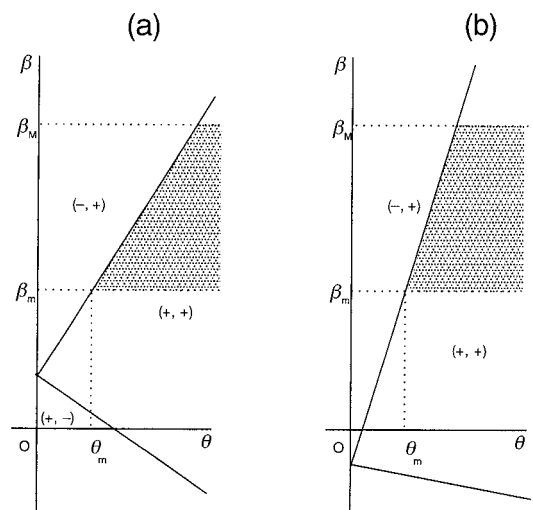 (a)
β
β_M
(−, +)
β_m
(+, +)
(+, −)
O
θ_m
θ
(b)
β
β_M
(−, +)
β_m
(+, +)
O
θ_m
θ